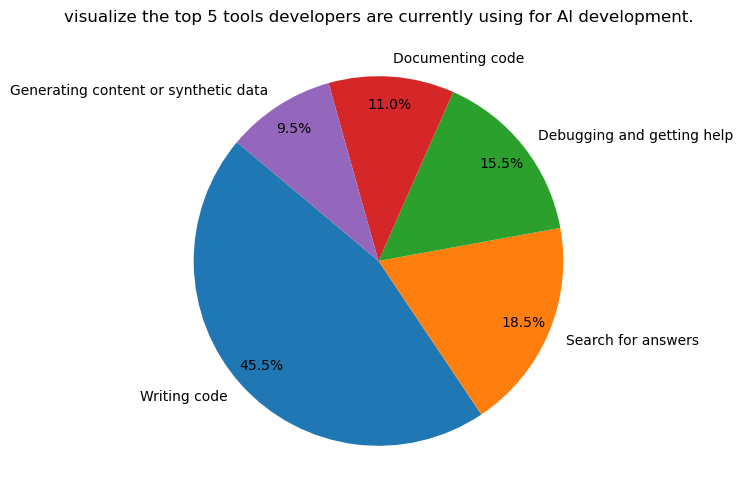 visualize the top 5 tools developers are currently using for AI development.
Documenting code
Generating content or synthetic data
11.0%
9.5%
Debugging and getting help
15.5%
18.5%
Search for answers
45.5%
Writing code